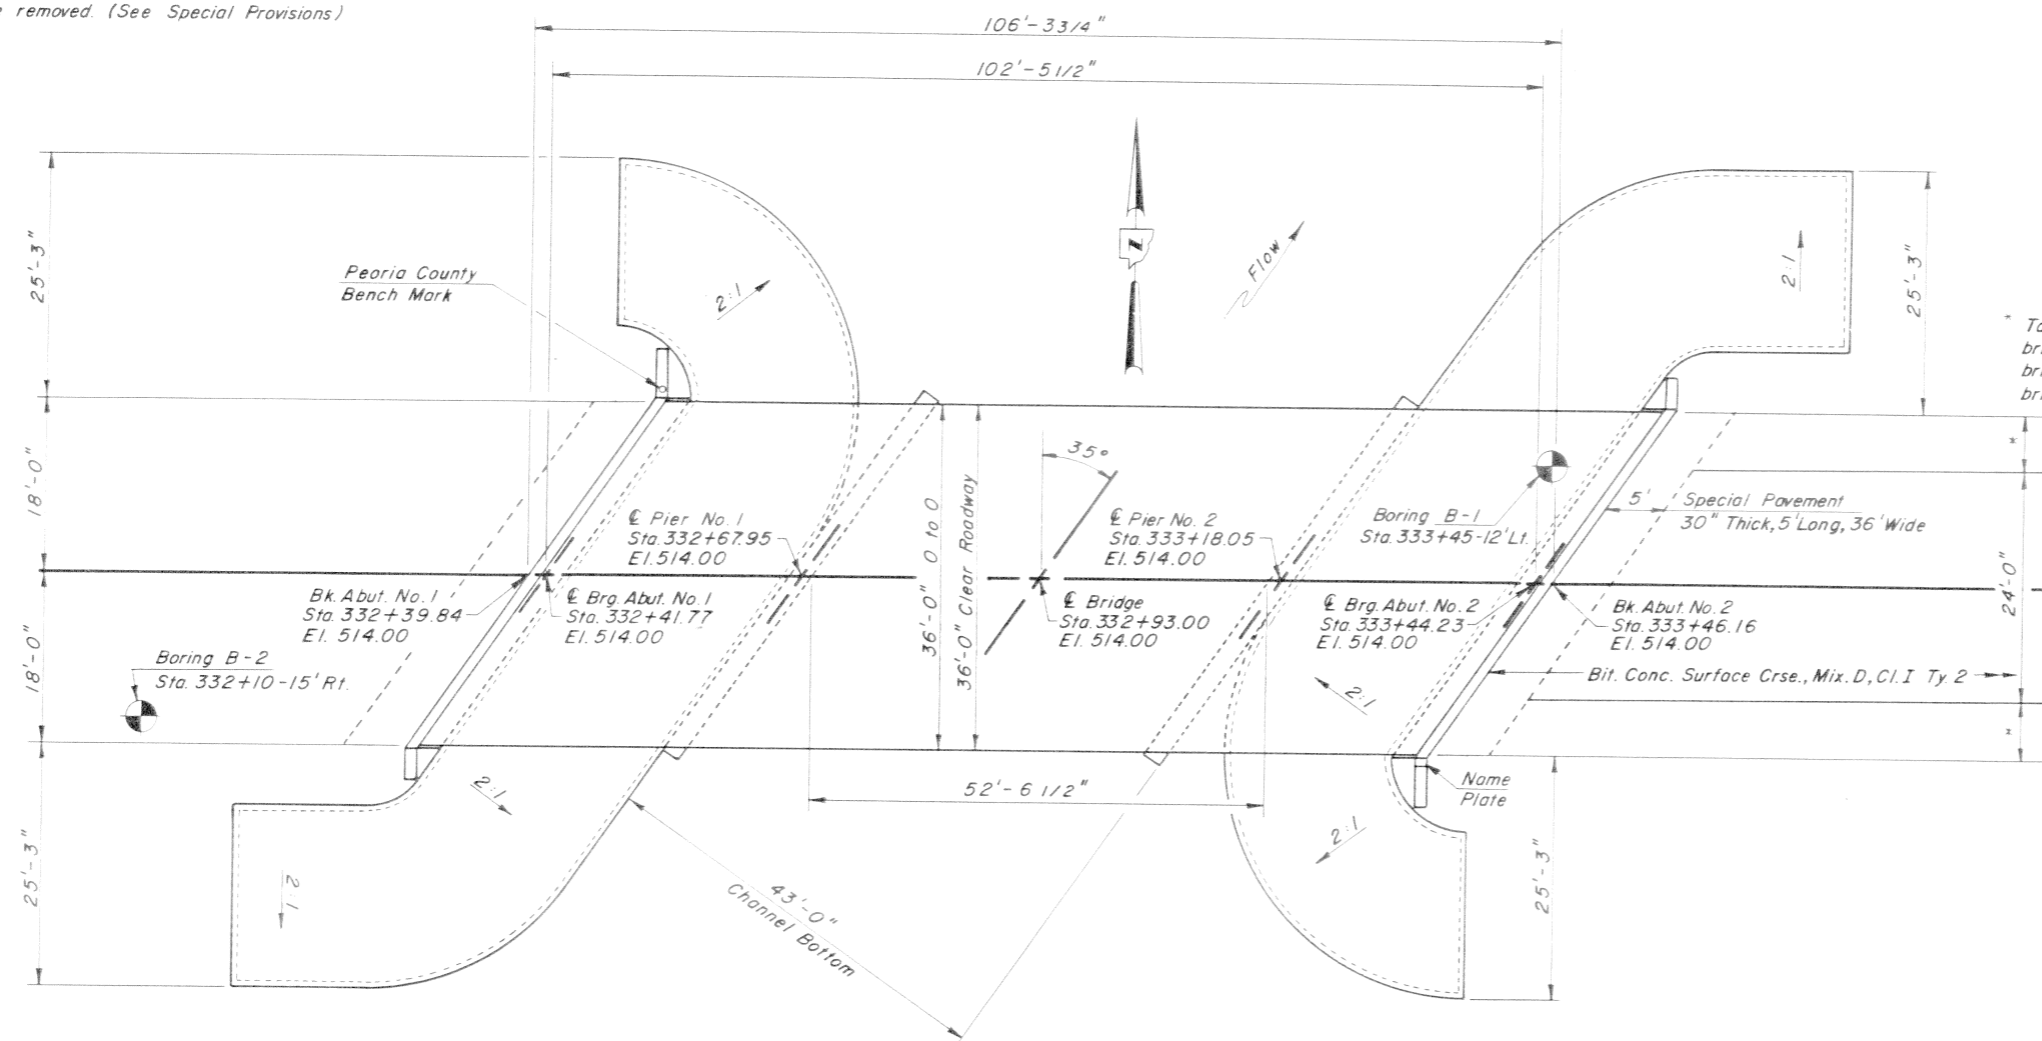 removed. (See Special Provisions)
106'-3 3/4"
102'-5 1/2"
25'-3"
18'-0"
18'-0"
25'-3"
Peoria County
Bench Mark
2:1
N
Flow
2:1
25'-3"
*
35°
36'-0" O to O
36'-0" Clear Roadway
℄ Pier No. 1
Sta. 332+67.95
El. 514.00
℄ Pier No. 2
Sta. 333+18.05
El. 514.00
Boring B-1
Sta. 333+45-12' Lt.
5'
Special Pavement
30" Thick, 5' Long, 36' Wide
*
24'-0"
*
Bk. Abut. No. 1
Sta. 332+39.84
El. 514.00
℄ Brg. Abut. No. 1
Sta. 332+41.77
El. 514.00
℄ Bridge
Sta. 332+93.00
El. 514.00
℄ Brg. Abut. No. 2
Sta. 333+44.23
El. 514.00
Bk. Abut. No. 2
Sta. 333+46.16
El. 514.00
Boring B-2
Sta. 332+10-15' Rt.
Bit. Conc. Surface Crse., Mix. D, Cl. I Ty. 2
2:1
52'-6 1/2"
Name
Plate
2:1
2:1
2:1
43'-0"
Channel Bottom
25'-3"